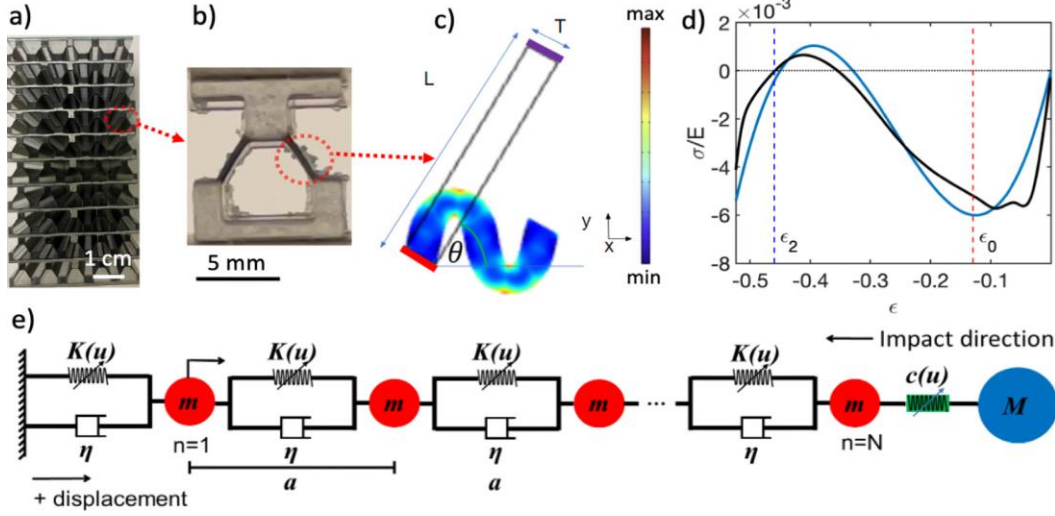 a)
1 cm
b)
5 mm
c)
L
T
θ
y
x
max
min
d)
×10⁻³
σ/E
2
0
-2
-4
-6
-8
ϵ₂
ϵ₀
-0.5 -0.4 -0.3 -0.2 -0.1
ϵ
e)
Impact direction
K(u) K(u) K(u) K(u) c(u)
m m m m M
n=1 n=N
η η η η
a a
+ displacement
...